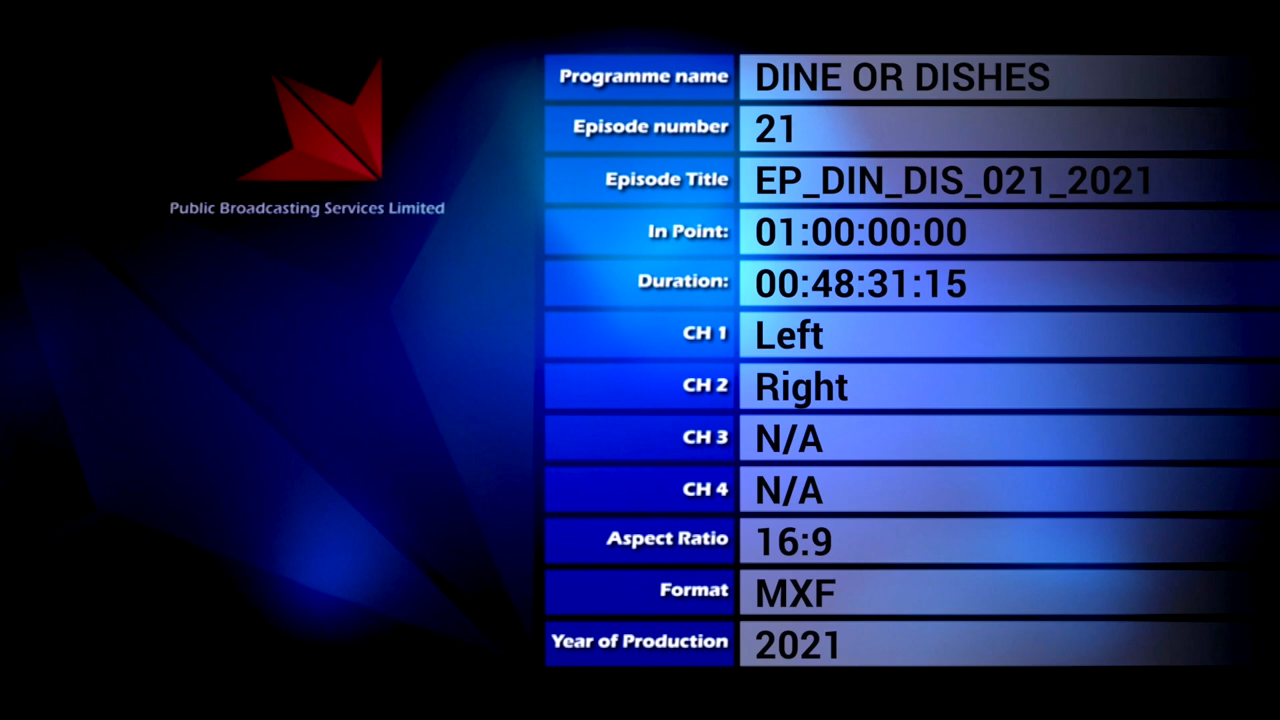 Public Broadcasting Services Limited
Programme name DINE OR DISHES
Episode number 21
Episode Title EP_DIN_DIS_021_2021
In Point: 01:00:00:00
Duration: 00:48:31:15
CH 1 Left
CH 2 Right
CH 3 N/A
CH 4 N/A
Aspect Ratio 16:9
Format MXF
Year of Production 2021